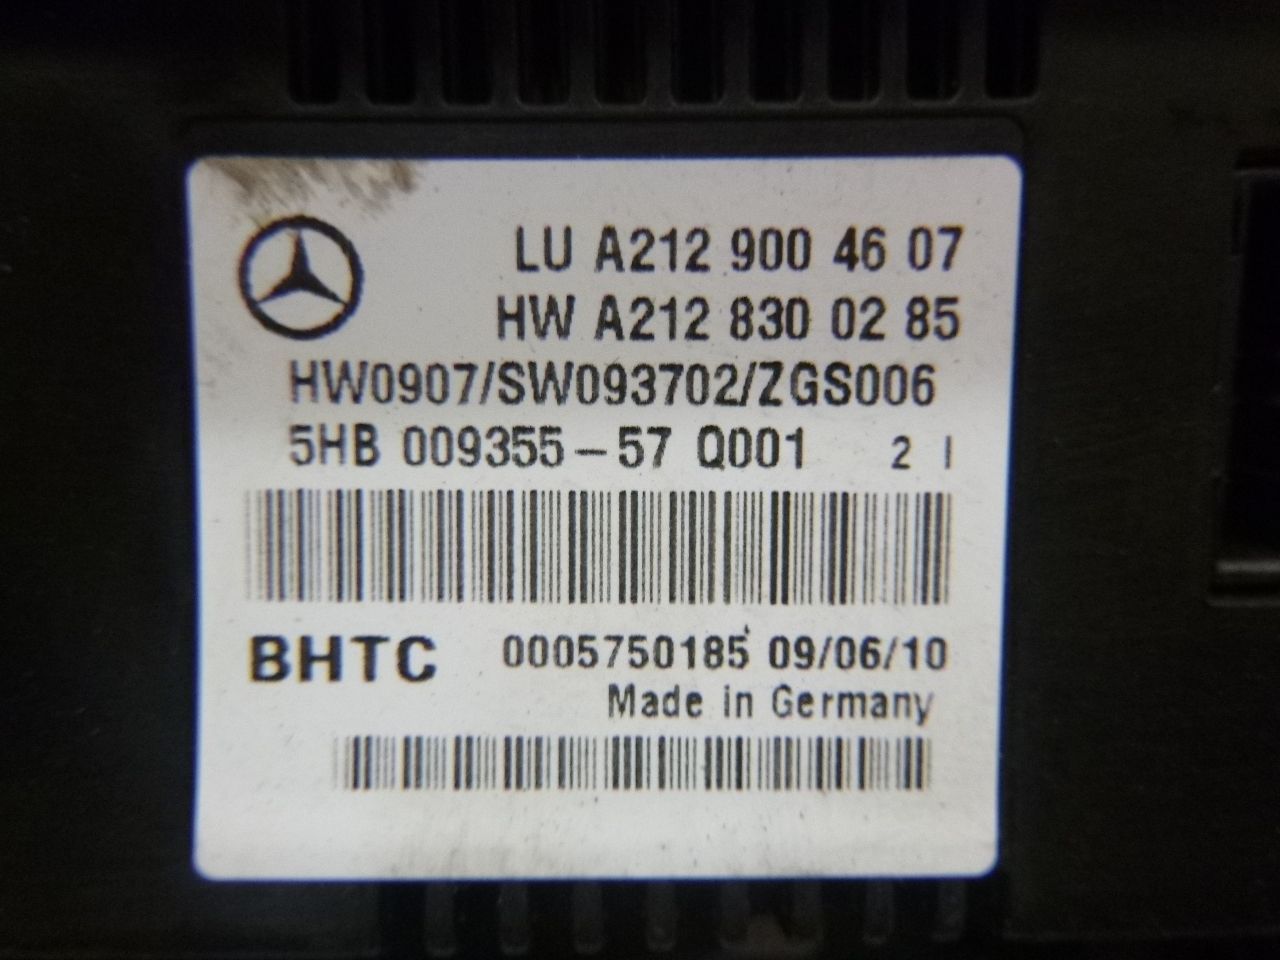 LU A212 900 46 07
HW A212 830 02 85
HW0907/SW093702/ZGS006
5HB 009355-57 Q001 2 I
BHTC 0005750185 09/06/10
Made in Germany